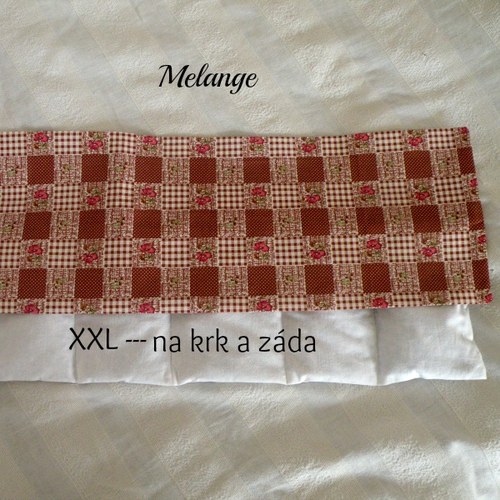 Melange
XXL --- na krk a záda